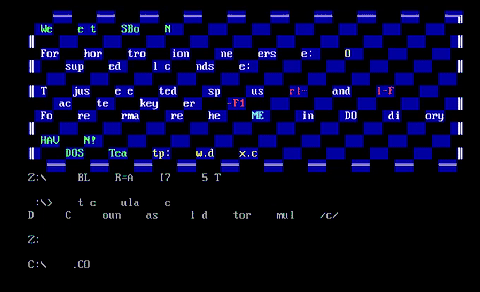 We e t SBo N
For hor tro ion ne ers e: O
sup ed l c nds e:
T jus e c ted sp us rl- and l-F
ac te key er -F1
Fo re rma re he ME in DO di ory
HAV N?
DOS Tea tp: w.d x.c
Z:\ BL R=A I7 5 T
:\> t c ula c
D C oun as l d tor mul /c/
Z:
C:\ .CO